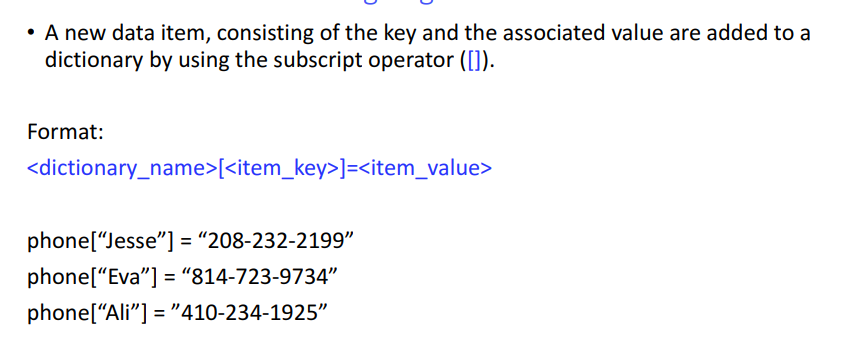 • A new data item, consisting of the key and the associated value are added to a
dictionary by using the subscript operator ([]).
Format:
<dictionary_name>[<item_key>]=<item_value>
phone[“Jesse”] = “208-232-2199”
phone[“Eva”] = “814-723-9734”
phone[“Ali”] = ”410-234-1925”